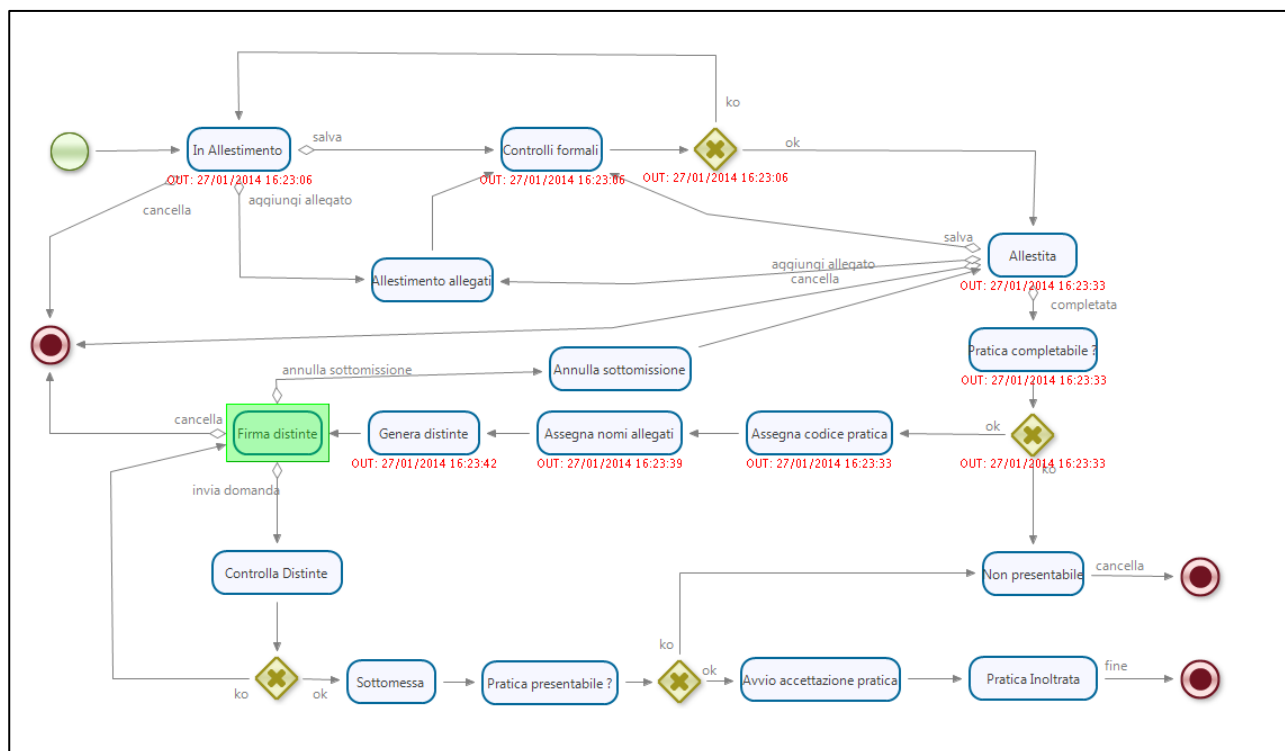 ko
In Allestimento
salva
Controlli formali
ok
OUT: 27/01/2014 16:23:06
OUT: 27/01/2014 16:23:06
OUT: 27/01/2014 16:23:06
cancella
aqqiunqi alleqato
salva
Allestita
Allestimento allegati
aqqiunqi alleqato
cancella
OUT: 27/01/2014 16:23:33
completata
Pratica completabile ?
annulla sottomissione
Annulla sottomissione
OUT: 27/01/2014 16:23:33
cancella
Firma distinte
Genera distinte
Assegna nomi allegati
Assegna codice pratica
ok
OUT: 27/01/2014 16:23:42
OUT: 27/01/2014 16:23:39
OUT: 27/01/2014 16:23:33
OUT: 27/01/2014 16:23:33
ko
invia domanda
Controlla Distinte
Non presentabile
cancella
ko
ko
ok
Sottomessa
Pratica presentabile ?
ok
Avvio accettazione pratica
Pratica Inoltrata
fine